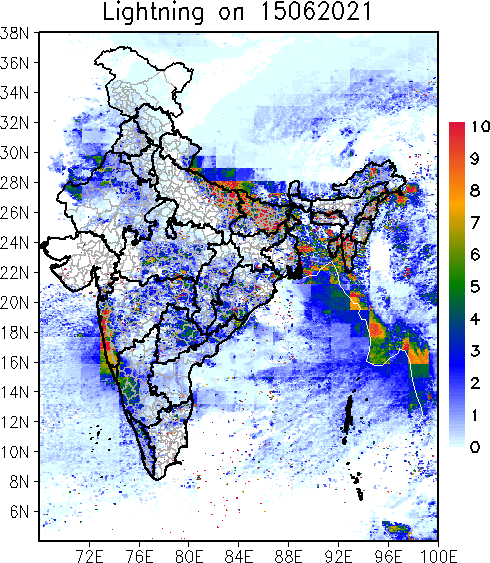 Lightning on 15062021
38N
36N
34N
32N
30N
28N
26N
24N
22N
20N
18N
16N
14N
12N
10N
8N
6N
72E 76E 80E 84E 88E 92E 96E 100E
10
9
8
7
6
5
4
3
2
1
0